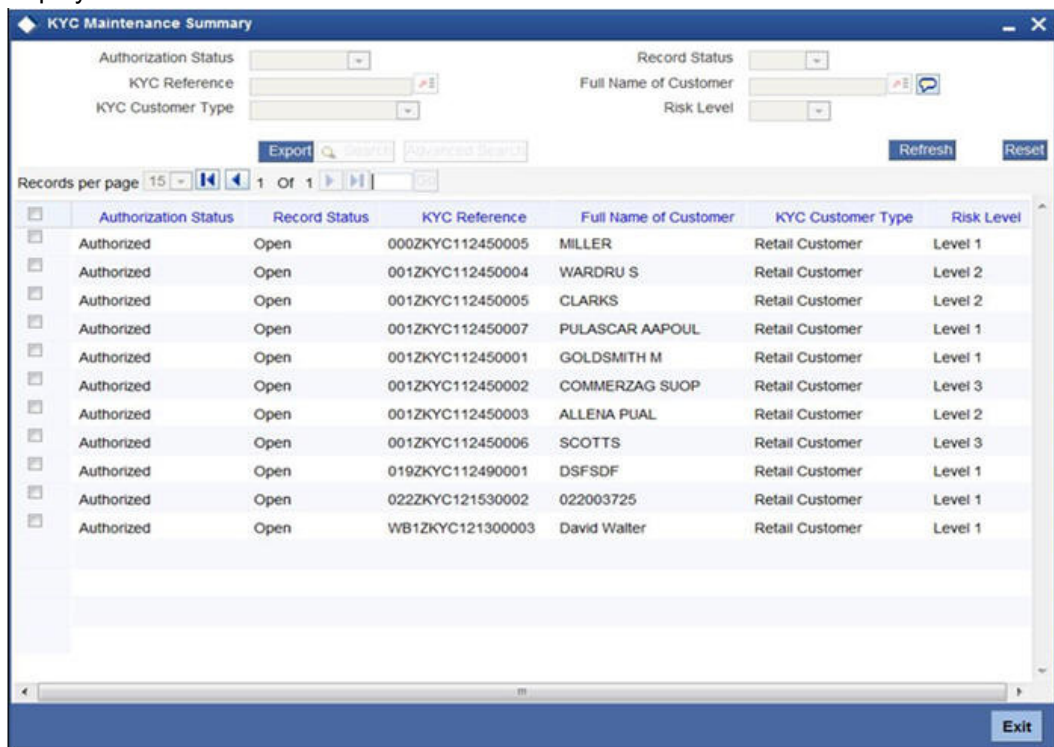 KYC Maintenance Summary
Authorization Status Record Status
KYC Reference Full Name of Customer
KYC Customer Type Risk Level
Export Search Advanced Search Refresh Reset
Records per page 15 1 Of 1 Go
Authorization Status Record Status KYC Reference Full Name of Customer KYC Customer Type Risk Level
Authorized Open 000ZKYC112450005 MILLER Retail Customer Level 1
Authorized Open 001ZKYC112450004 WARDRU S Retail Customer Level 2
Authorized Open 001ZKYC112450005 CLARKS Retail Customer Level 2
Authorized Open 001ZKYC112450007 PULASCAR AAPOUL Retail Customer Level 1
Authorized Open 001ZKYC112450001 GOLDSMITH M Retail Customer Level 1
Authorized Open 001ZKYC112450002 COMMERZAG SUOP Retail Customer Level 3
Authorized Open 001ZKYC112450003 ALLENA PUAL Retail Customer Level 2
Authorized Open 001ZKYC112450006 SCOTTS Retail Customer Level 3
Authorized Open 019ZKYC112490001 DSFSDF Retail Customer Level 1
Authorized Open 022ZKYC121530002 022003725 Retail Customer Level 1
Authorized Open WB1ZKYC121300003 David Walter Retail Customer Level 1
Exit